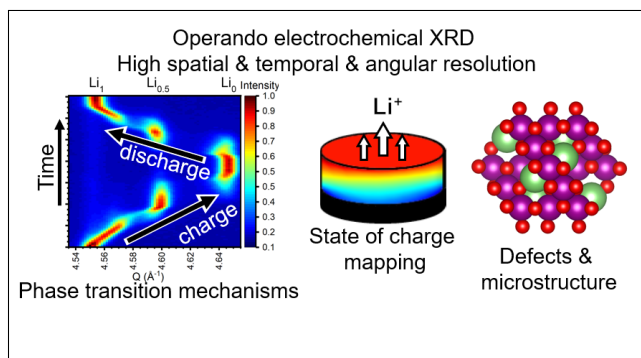 Operando electrochemical XRD
High spatial & temporal & angular resolution
Li₁ Li₀.₅ Li₀ Intensity
1.0
0.9
0.8
0.7
0.6
0.5
0.4
0.3
0.2
0.1
Time
discharge
charge
4.54 4.56 4.58 4.60 4.62 4.64
Q (Å⁻¹)
Phase transition mechanisms
Li⁺
State of charge
mapping
Defects &
microstructure